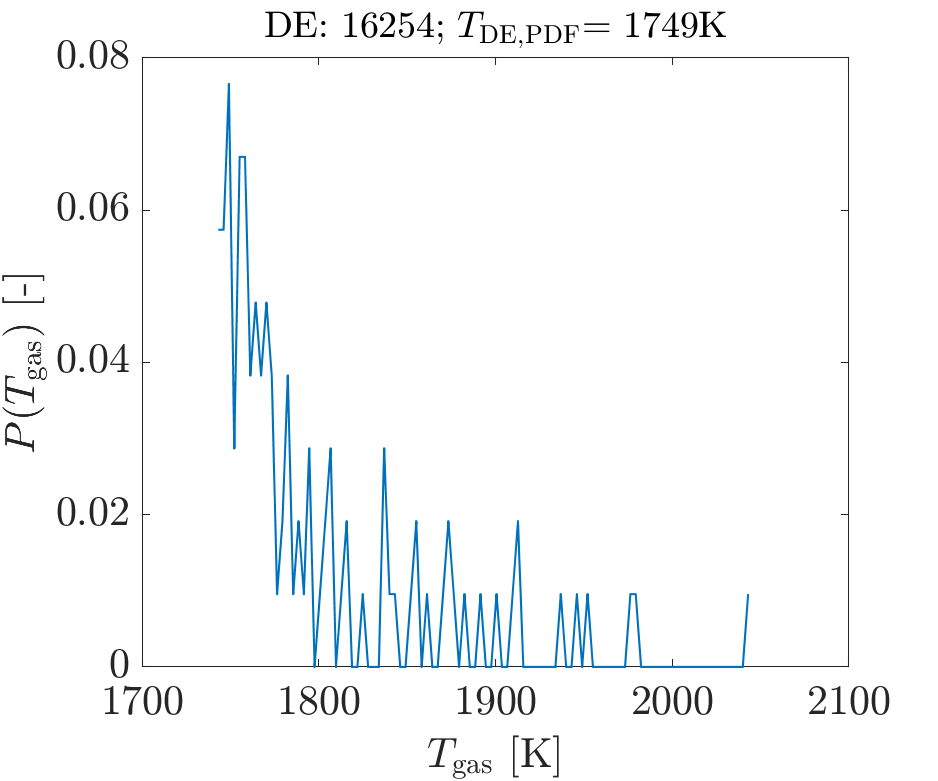 DE: 16254; T_DE,PDF= 1749K
0.08
0.06
0.04
0.02
0
P(T_gas) [-]
1700 1800 1900 2000 2100
T_gas [K]